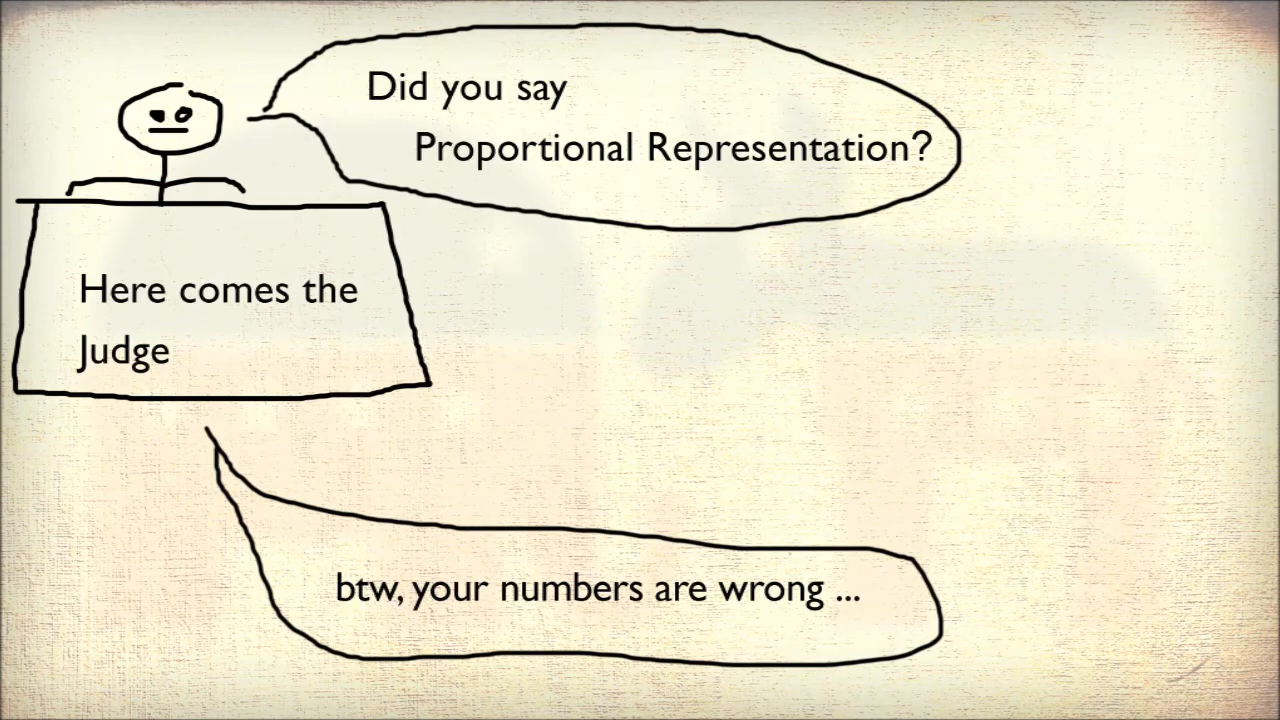 Did you say
Proportional Representation?
Here comes the
Judge
btw, your numbers are wrong ...